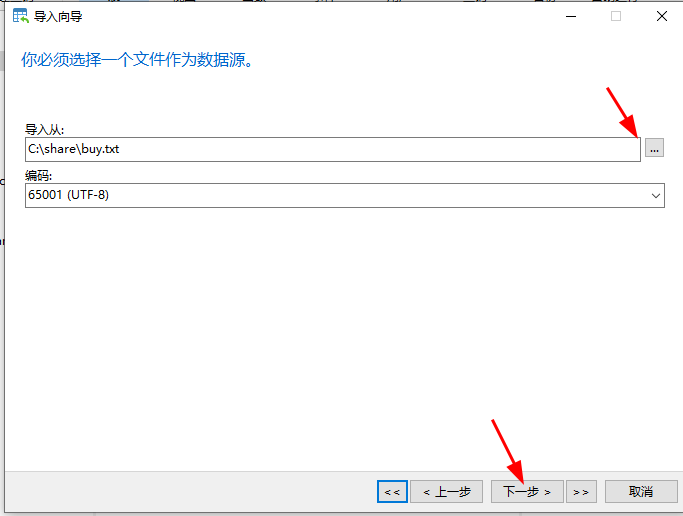 导入向导
你必须选择一个文件作为数据源。
导入从:
C:\share\buy.txt
...
编码:
65001 (UTF-8)
<< < 上一步 下一步 > >> 取消